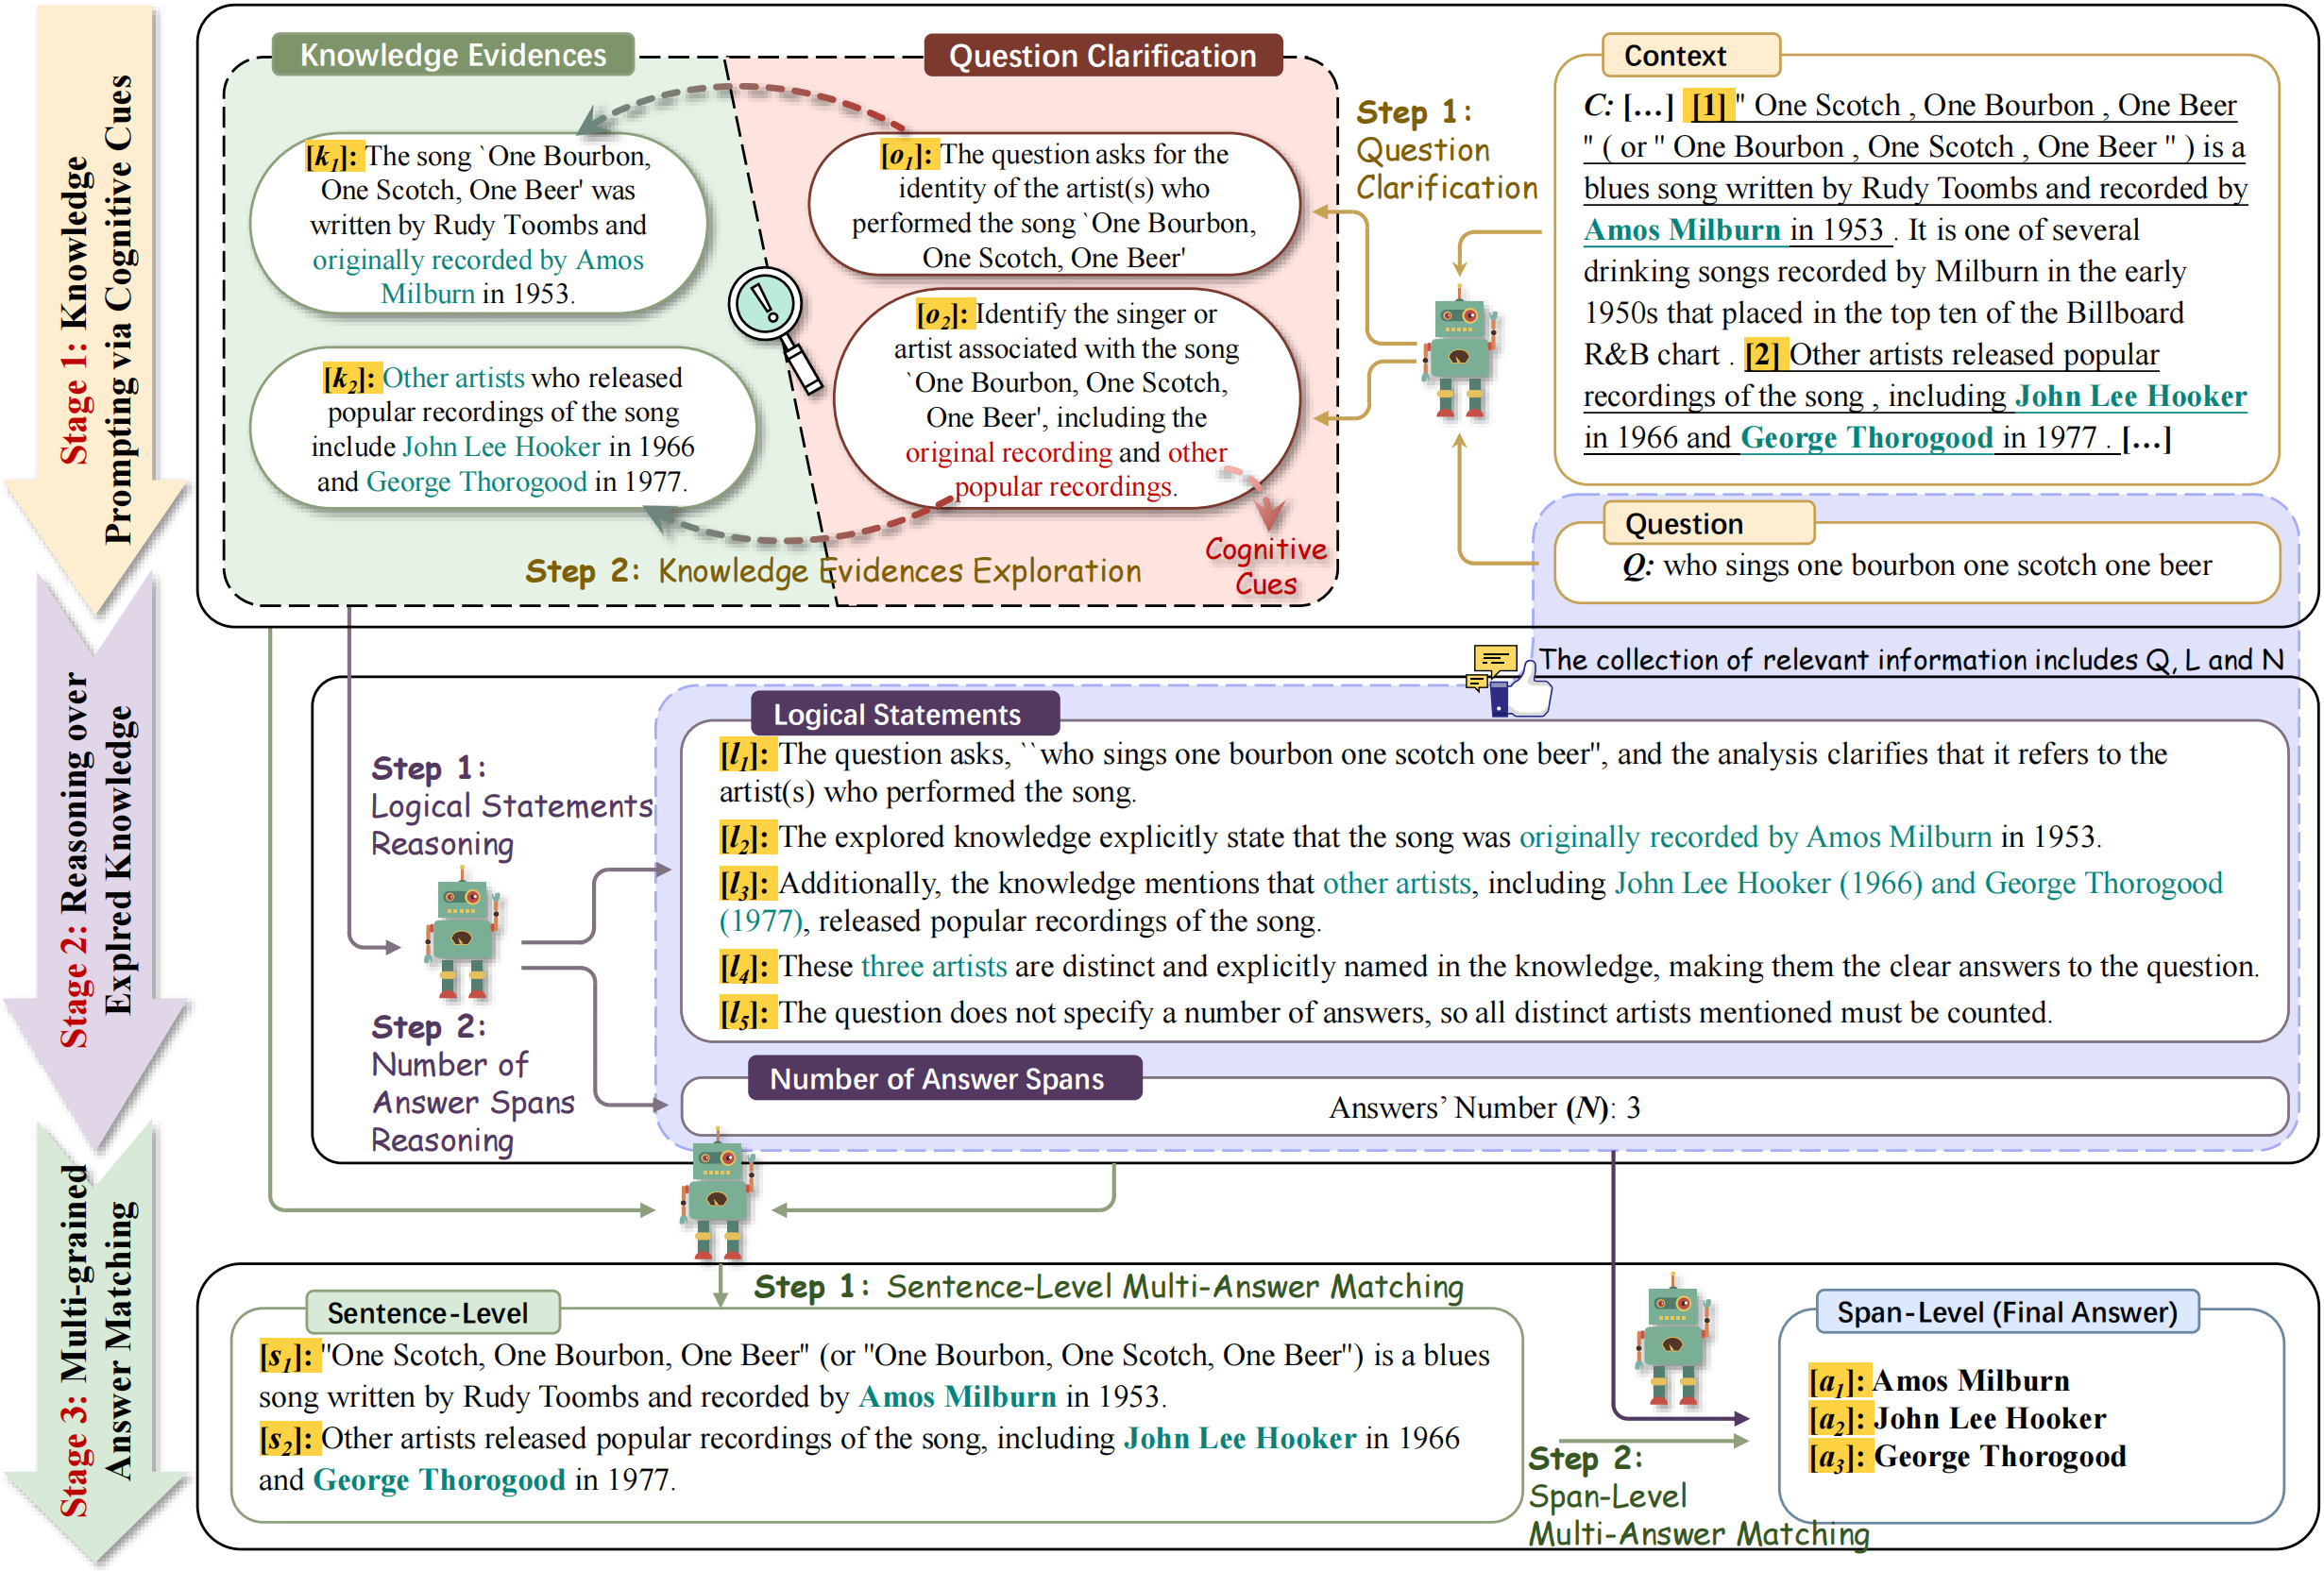 Stage 1: Knowledge
Prompting via Cognitive Cues
Knowledge Evidences
Question Clarification
[k1]: The song `One Bourbon,
One Scotch, One Beer' was
written by Rudy Toombs and
originally recorded by Amos
Milburn in 1953.
[k2]: Other artists who released
popular recordings of the song
include John Lee Hooker in 1966
and George Thorogood in 1977.
[o1]: The question asks for the
identity of the artist(s) who
performed the song `One Bourbon,
One Scotch, One Beer'
[o2]: Identify the singer or
artist associated with the song
`One Bourbon, One Scotch,
One Beer', including the
original recording and other
popular recordings.
Cognitive
Cues
Step 2: Knowledge Evidences Exploration
Step 1:
Question
Clarification
Context
C: […] [1] " One Scotch , One Bourbon , One Beer
" ( or " One Bourbon , One Scotch , One Beer " ) is a
blues song written by Rudy Toombs and recorded by
Amos Milburn in 1953 . It is one of several
drinking songs recorded by Milburn in the early
1950s that placed in the top ten of the Billboard
R&B chart . [2] Other artists released popular
recordings of the song , including John Lee Hooker
in 1966 and George Thorogood in 1977 . […]
Question
Q: who sings one bourbon one scotch one beer
The collection of relevant information includes Q, L and N
Stage 2: Reasoning over
Explred Knowledge
Step 1:
Logical Statements
Reasoning
Step 2:
Number of
Answer Spans
Reasoning
Logical Statements
[l1]: The question asks, ``who sings one bourbon one scotch one beer", and the analysis clarifies that it refers to the
artist(s) who performed the song.
[l2]: The explored knowledge explicitly state that the song was originally recorded by Amos Milburn in 1953.
[l3]: Additionally, the knowledge mentions that other artists, including John Lee Hooker (1966) and George Thorogood
(1977), released popular recordings of the song.
[l4]: These three artists are distinct and explicitly named in the knowledge, making them the clear answers to the question.
[l5]: The question does not specify a number of answers, so all distinct artists mentioned must be counted.
Number of Answer Spans
Answers’ Number (N): 3
Stage 3: Multi-grained
Answer Matching
Step 1: Sentence-Level Multi-Answer Matching
Sentence-Level
[s1]: "One Scotch, One Bourbon, One Beer" (or "One Bourbon, One Scotch, One Beer") is a blues
song written by Rudy Toombs and recorded by Amos Milburn in 1953.
[s2]: Other artists released popular recordings of the song, including John Lee Hooker in 1966
and George Thorogood in 1977.
Step 2:
Span-Level
Multi-Answer Matching
Span-Level (Final Answer)
[a1]: Amos Milburn
[a2]: John Lee Hooker
[a3]: George Thorogood